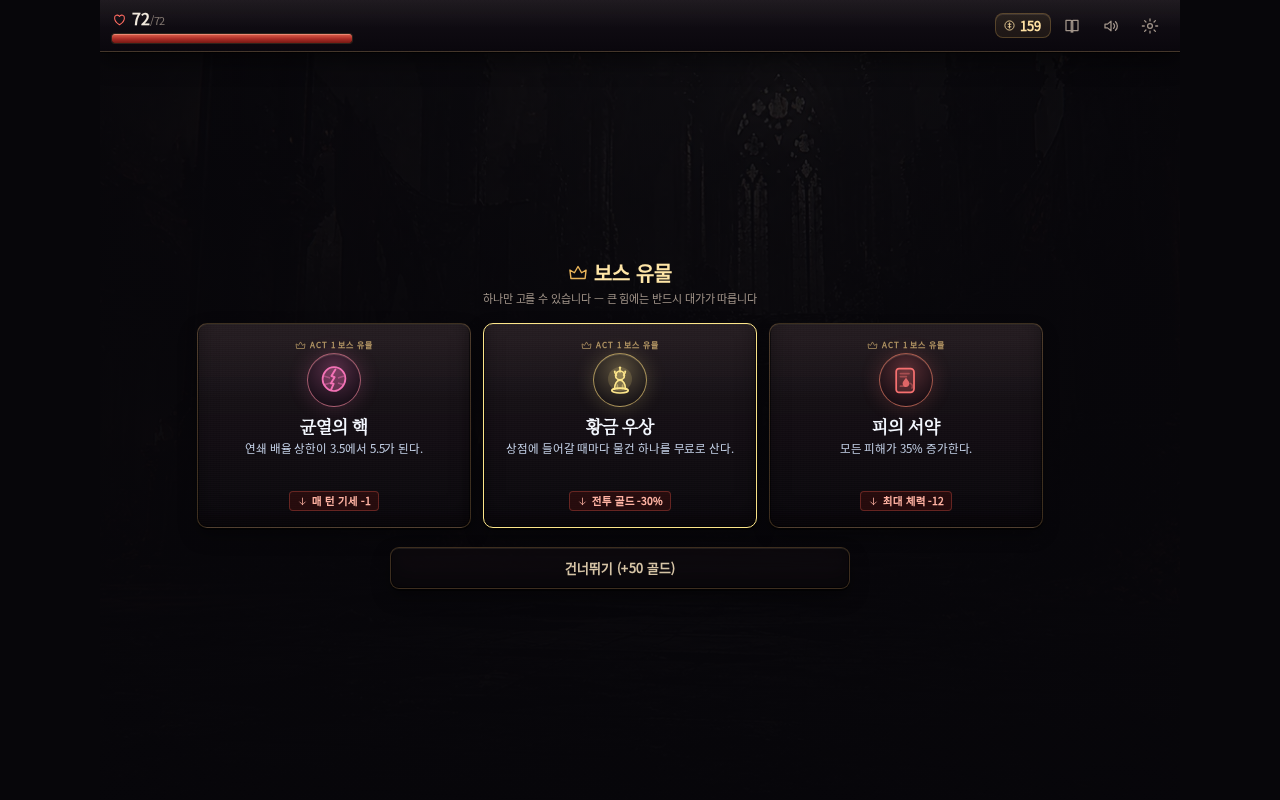 72/72
159
보스 유물
하나만 고를 수 있습니다 — 큰 힘에는 반드시 대가가 따릅니다
ACT 1 보스 유물
균열의 핵
연쇄 배율 상한이 3.5에서 5.5가 된다.
↓ 매 턴 기세 -1
ACT 1 보스 유물
황금 우상
상점에 들어갈 때마다 물건 하나를 무료로 산다.
↓ 전투 골드 -30%
ACT 1 보스 유물
피의 서약
모든 피해가 35% 증가한다.
↓ 최대 체력 -12
건너뛰기 (+50 골드)